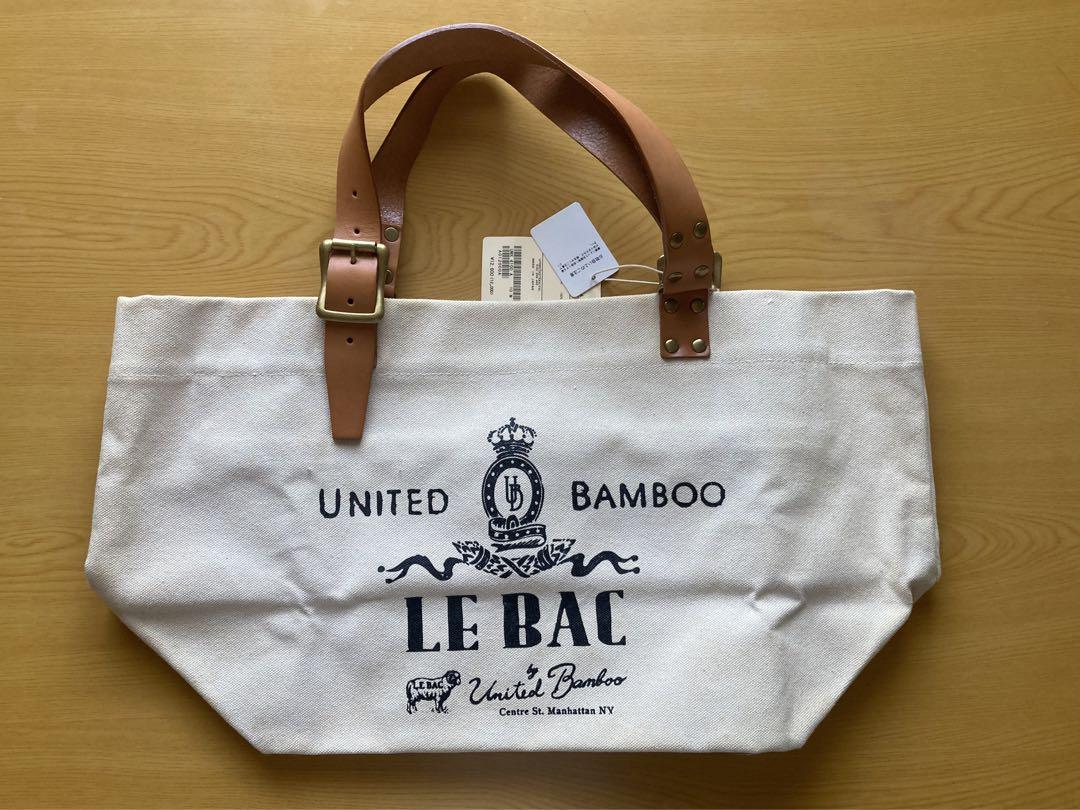 UNITED BAMBOO
UB
LE BAC
by
United Bamboo
LE BAC
Centre St. Manhattan NY